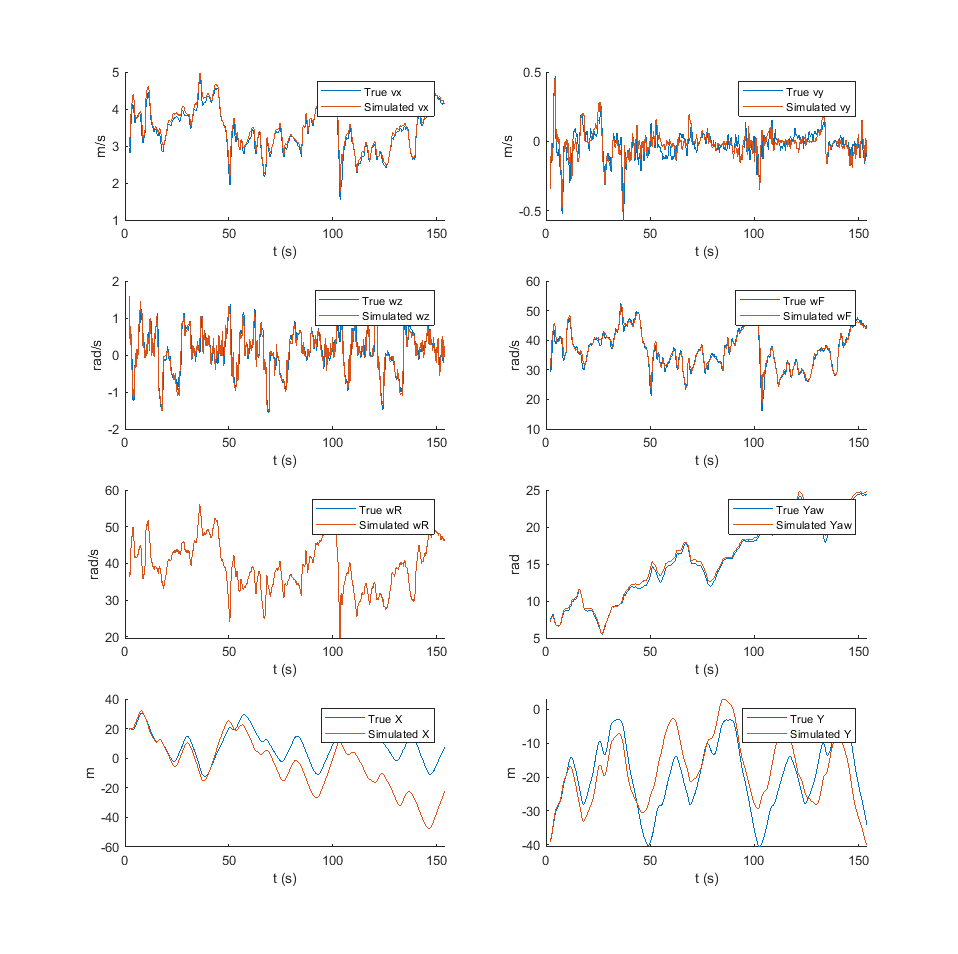 5
4
3
2
1
m/s
True vx
Simulated vx
0 50 100 150
t (s)
0.5
0
-0.5
m/s
True vy
Simulated vy
0 50 100 150
t (s)
2
1
0
-1
-2
rad/s
True wz
Simulated wz
0 50 100 150
t (s)
60
50
40
30
20
10
rad/s
True wF
Simulated wF
0 50 100 150
t (s)
60
50
40
30
20
rad/s
True wR
Simulated wR
0 50 100 150
t (s)
25
20
15
10
5
rad
True Yaw
Simulated Yaw
0 50 100 150
t (s)
40
20
0
-20
-40
-60
m
True X
Simulated X
0 50 100 150
t (s)
0
-10
-20
-30
-40
m
True Y
Simulated Y
0 50 100 150
t (s)